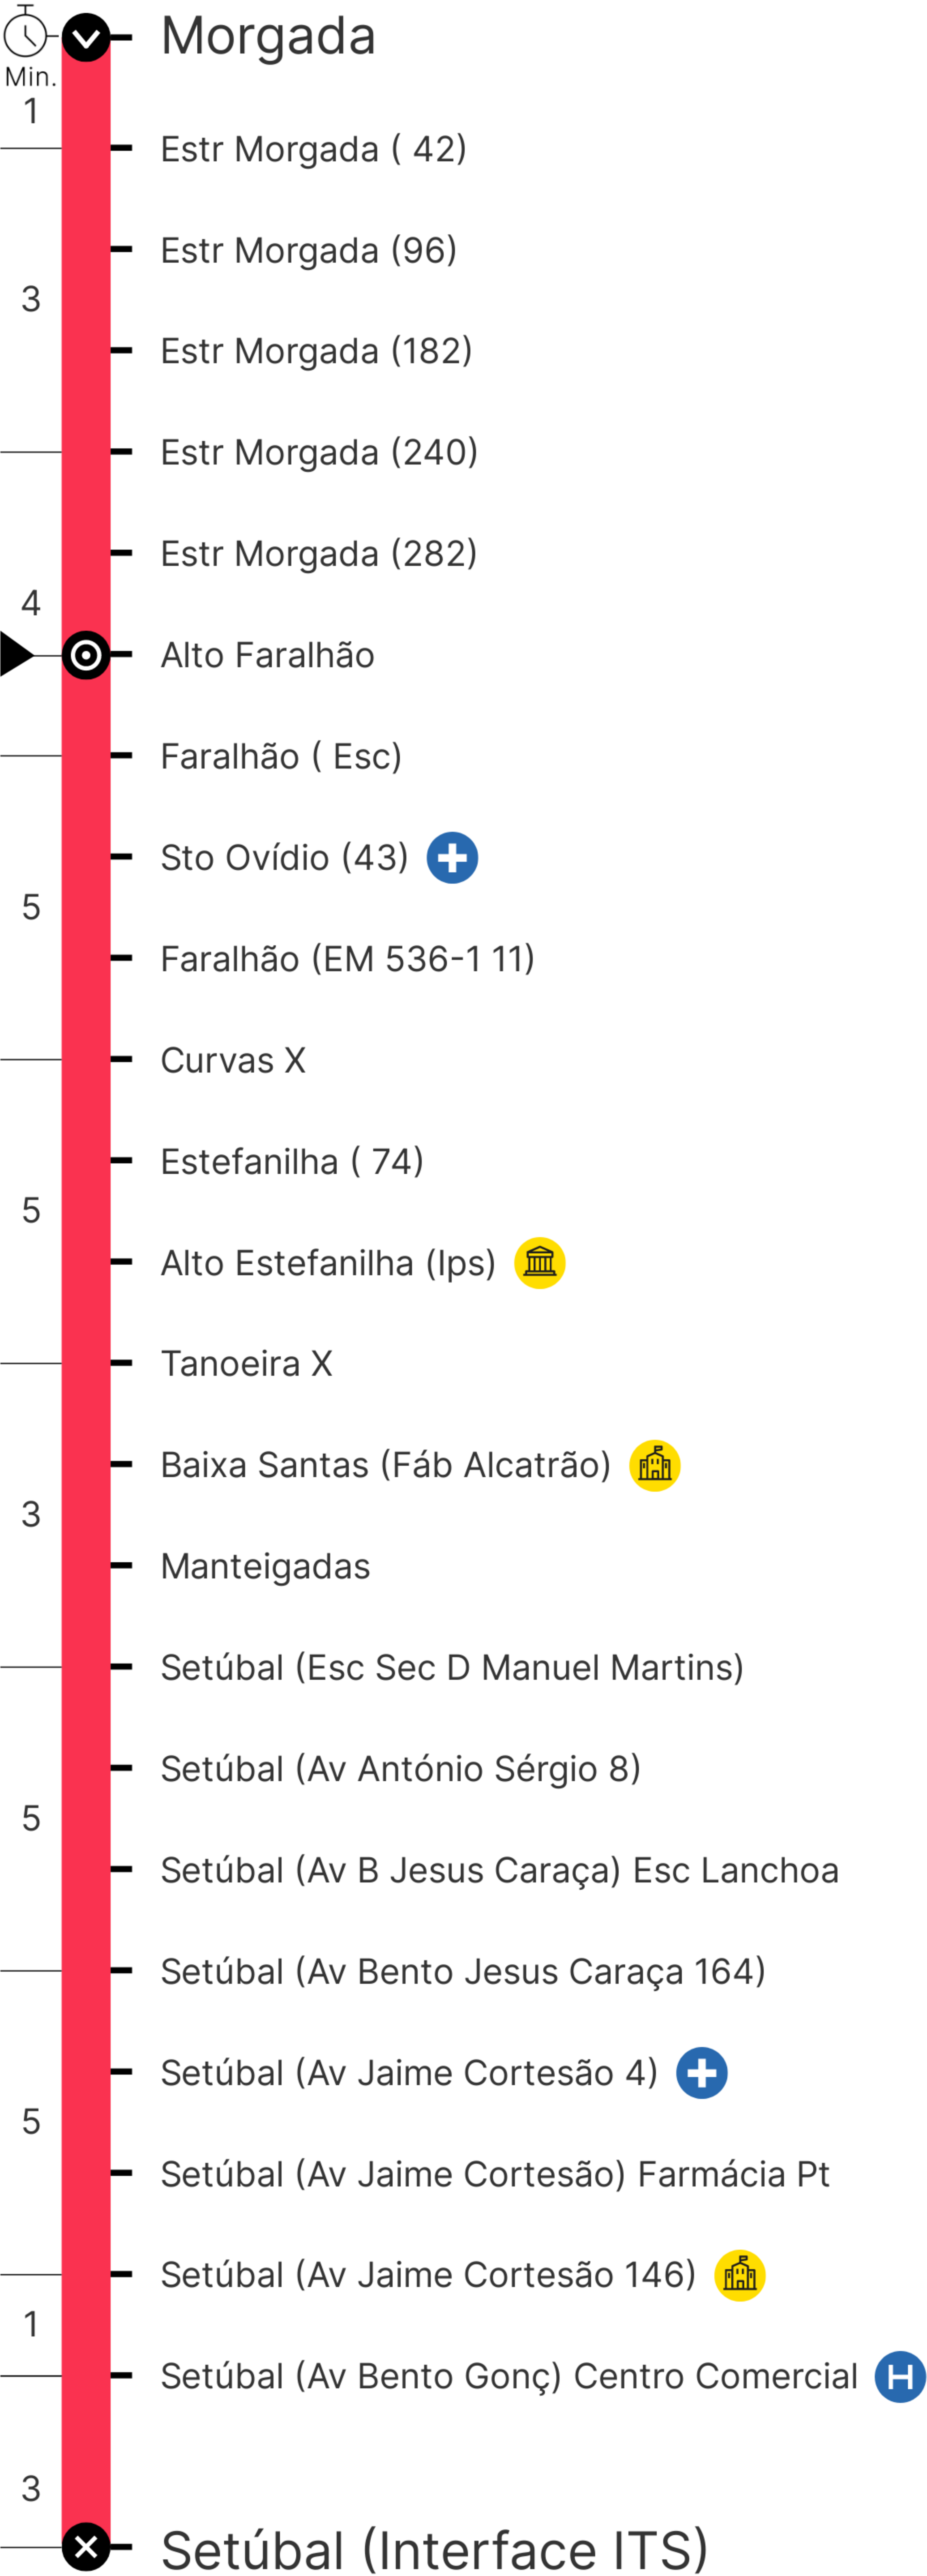 Morgada
Min.
1
Estr Morgada ( 42)
Estr Morgada (96)
3
Estr Morgada (182)
Estr Morgada (240)
Estr Morgada (282)
4
Alto Faralhão
Faralhão ( Esc)
Sto Ovídio (43)
5
Faralhão (EM 536-1 11)
Curvas X
Estefanilha ( 74)
5
Alto Estefanilha (Ips)
Tanoeira X
Baixa Santas (Fáb Alcatrão)
3
Manteigadas
Setúbal (Esc Sec D Manuel Martins)
Setúbal (Av António Sérgio 8)
5
Setúbal (Av B Jesus Caraça) Esc Lanchoa
Setúbal (Av Bento Jesus Caraça 164)
Setúbal (Av Jaime Cortesão 4)
5
Setúbal (Av Jaime Cortesão) Farmácia Pt
Setúbal (Av Jaime Cortesão 146)
1
Setúbal (Av Bento Gonç) Centro Comercial H
3
Setúbal (Interface ITS)